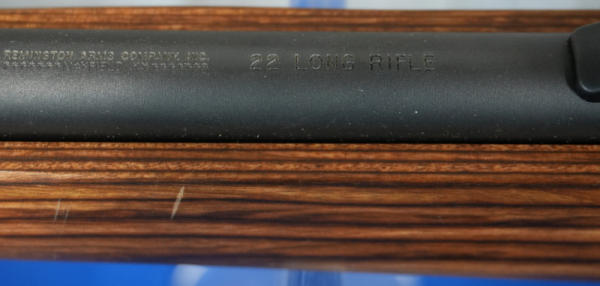 REMINGTON ARMS COMPANY, INC.
22 LONG RIFLE